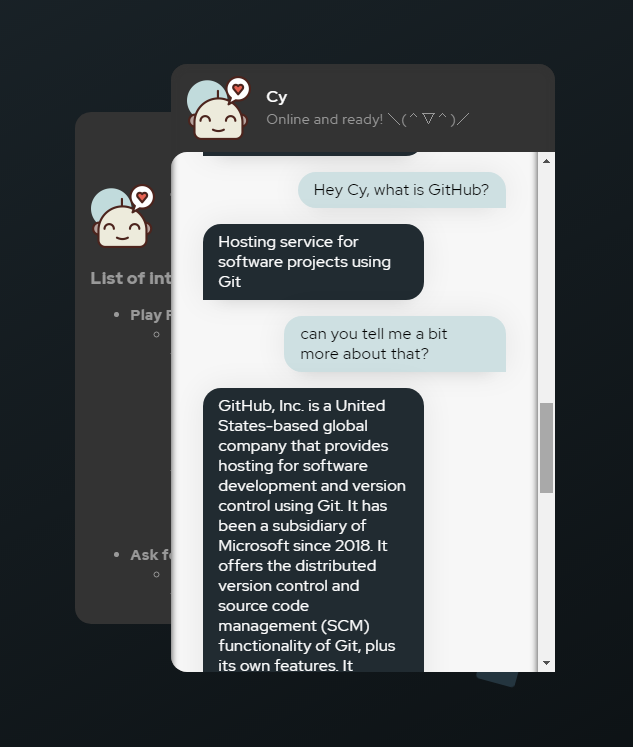 Cy
Online and ready! ＼(＾▽＾)／
Hey Cy, what is GitHub?
Hosting service for
software projects using
Git
can you tell me a bit
more about that?
GitHub, Inc. is a United
States-based global
company that provides
hosting for software
development and version
control using Git. It has
been a subsidiary of
Microsoft since 2018. It
offers the distributed
version control and
source code
management (SCM)
functionality of Git, plus
its own features. It
List of int
Play
Ask f